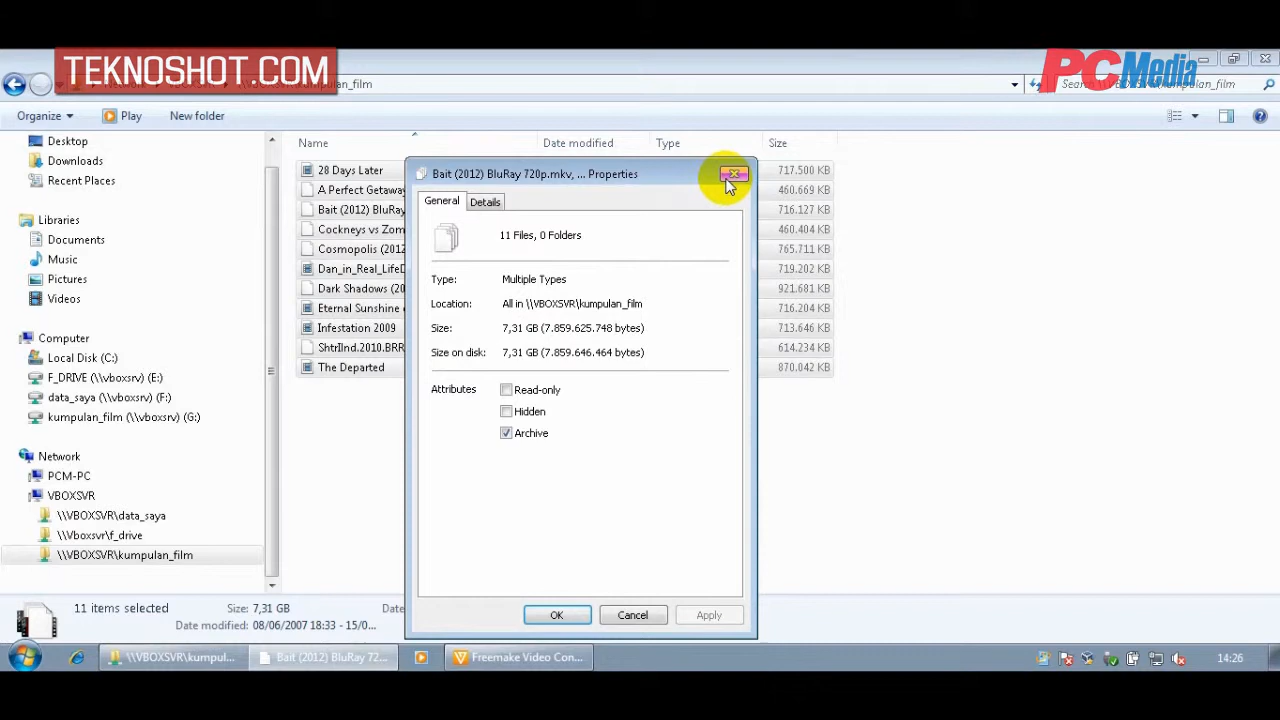 TEKNOSHOT.COM
PCMedia
\\VBOXSVR\kumpulan_film
Search \\VBOXSVR\kumpulan_film
Organize
Play
New folder
Name
Date modified
Type
Size
Desktop
Downloads
Recent Places
Libraries
Documents
Music
Pictures
Videos
Computer
Local Disk (C:)
F_DRIVE (\\vboxsrv) (E:)
data_saya (\\vboxsrv) (F:)
kumpulan_film (\\vboxsrv) (G:)
Network
PCM-PC
VBOXSVR
\\VBOXSVR\data_saya
\\Vboxsvr\f_drive
\\VBOXSVR\kumpulan_film
28 Days Later 717.500 KB
A Perfect Getaway 460.669 KB
Bait (2012) BluRay 716.127 KB
Cockneys vs Zom 460.404 KB
Cosmopolis (2012 765.711 KB
Dan_in_Real_LifeD 719.202 KB
Dark Shadows (20 921.681 KB
Eternal Sunshine 716.204 KB
Infestation 2009 713.646 KB
ShtrIInd.2010.BRR 614.234 KB
The Departed 870.042 KB
Bait (2012) BluRay 720p.mkv, ... Properties
General
Details
11 Files, 0 Folders
Type: Multiple Types
Location: All in \\VBOXSVR\kumpulan_film
Size: 7,31 GB (7.859.625.748 bytes)
Size on disk: 7,31 GB (7.859.646.464 bytes)
Attributes
Read-only
Hidden
Archive
OK
Cancel
Apply
11 items selected
Size: 7,31 GB
Date modified: 08/06/2007 18:33 - 15/0...
\\VBOXSVR\kumpul...
Bait (2012) BluRay 72...
Freemake Video Con...
14:26